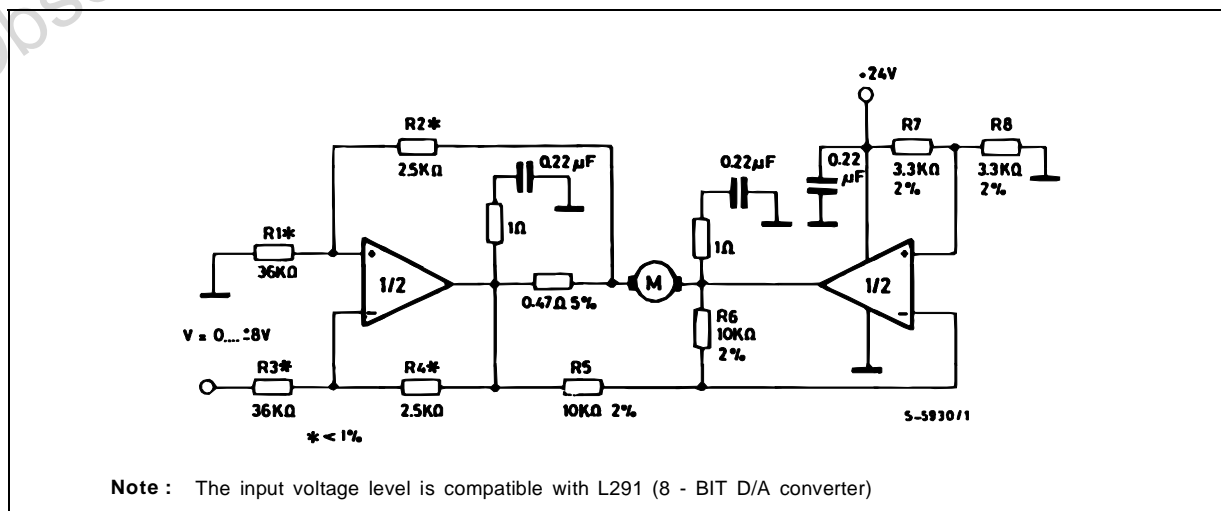 +24V
R2*
2.5KΩ
0.22µF
0.22µF
0.22
µF
R7
3.3KΩ
2%
R8
3.3KΩ
2%
R1*
36KΩ
+
1/2
-
1Ω
1Ω
0.47Ω 5%
M
+
1/2
-
V = 0.... ±8V
R6
10KΩ
2%
R3*
36KΩ
R4*
2.5KΩ
R5
10KΩ 2%
* < 1%
S-5930/1
Note : The input voltage level is compatible with L291 (8 - BIT D/A converter)